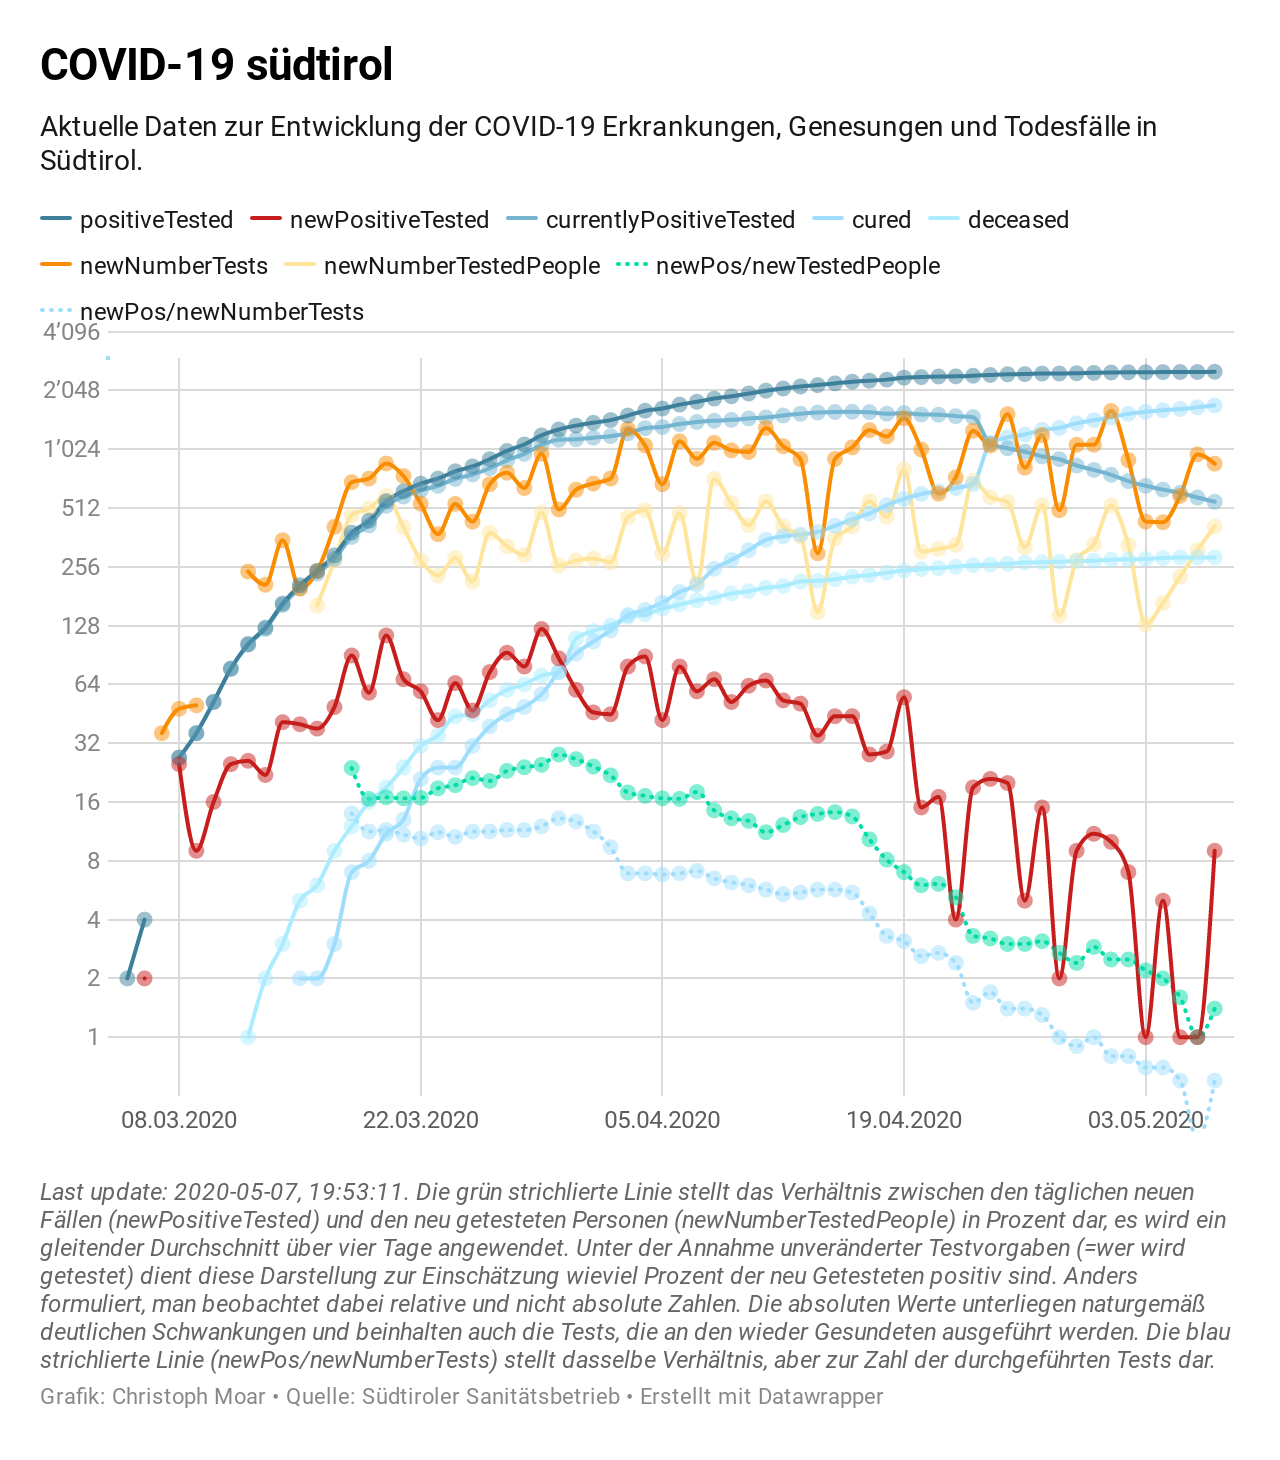 COVID-19 südtirol
Aktuelle Daten zur Entwicklung der COVID-19 Erkrankungen, Genesungen und Todesfälle in
Südtirol.
positiveTested newPositiveTested currentlyPositiveTested cured deceased
newNumberTests newNumberTestedPeople newPos/newTestedPeople
newPos/newNumberTests
4’096
2’048
1’024
512
256
128
64
32
16
8
4
2
1
08.03.2020 22.03.2020 05.04.2020 19.04.2020 03.05.2020
Last update: 2020-05-07, 19:53:11. Die grün strichlierte Linie stellt das Verhältnis zwischen den täglichen neuen
Fällen (newPositiveTested) und den neu getesteten Personen (newNumberTestedPeople) in Prozent dar, es wird ein
gleitender Durchschnitt über vier Tage angewendet. Unter der Annahme unveränderter Testvorgaben (=wer wird
getestet) dient diese Darstellung zur Einschätzung wieviel Prozent der neu Getesteten positiv sind. Anders
formuliert, man beobachtet dabei relative und nicht absolute Zahlen. Die absoluten Werte unterliegen naturgemäß
deutlichen Schwankungen und beinhalten auch die Tests, die an den wieder Gesundeten ausgeführt werden. Die blau
strichlierte Linie (newPos/newNumberTests) stellt dasselbe Verhältnis, aber zur Zahl der durchgeführten Tests dar.
Grafik: Christoph Moar • Quelle: Südtiroler Sanitätsbetrieb • Erstellt mit Datawrapper